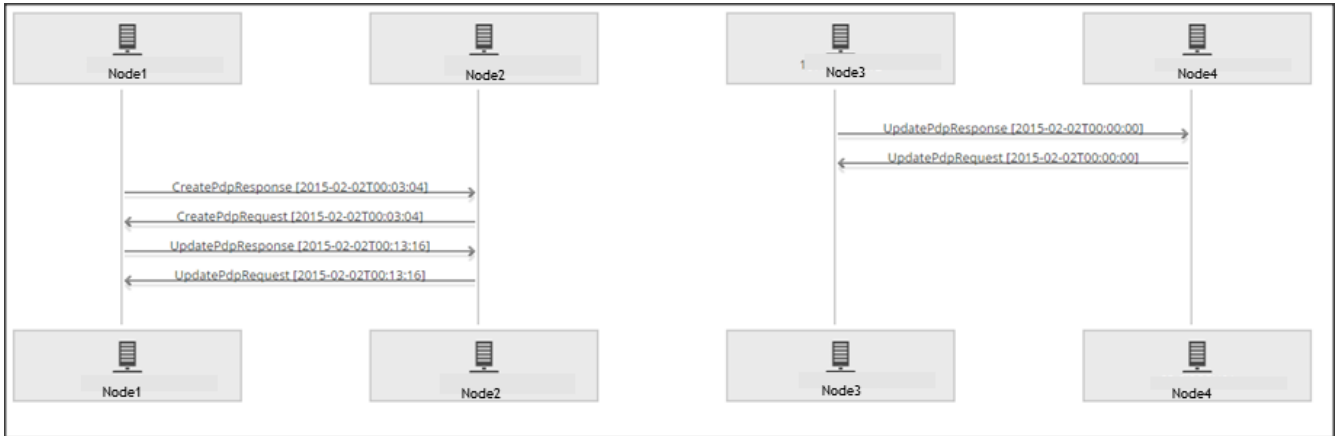 Node1
Node2
1 Node3
Node4
UpdatePdpResponse [2015-02-02T00:00:00]
UpdatePdpRequest [2015-02-02T00:00:00]
CreatePdpResponse [2015-02-02T00:03:04]
CreatePdpRequest [2015-02-02T00:03:04]
UpdatePdpResponse [2015-02-02T00:13:16]
UpdatePdpRequest [2015-02-02T00:13:16]
Node1
Node2
Node3
Node4